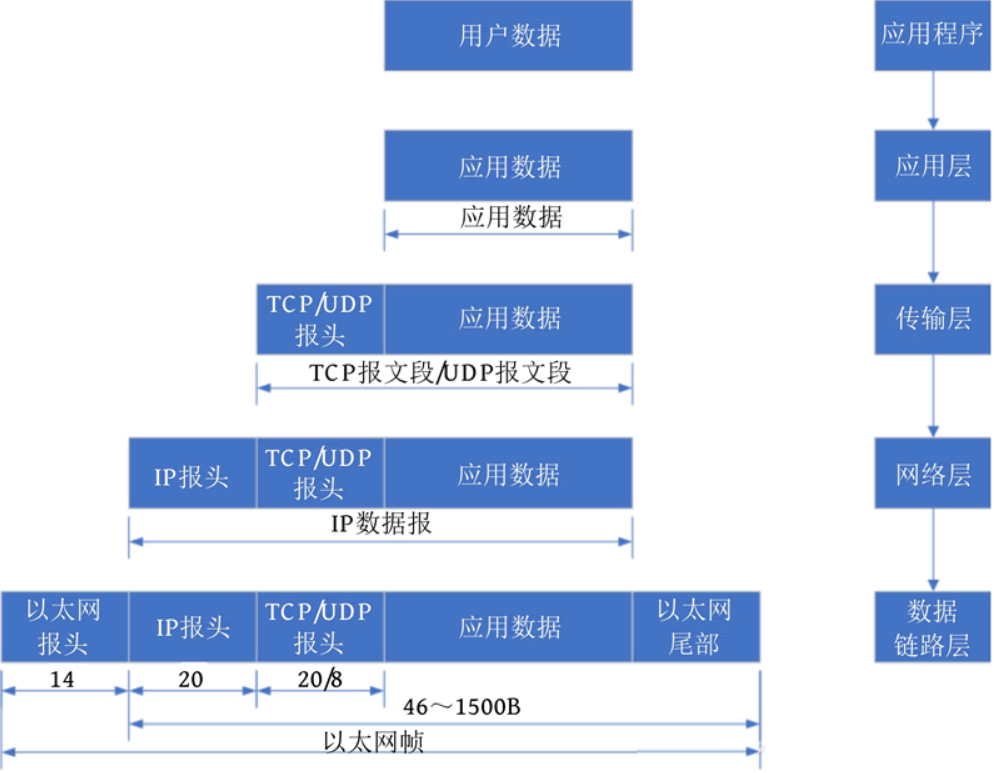 用户数据
应用程序
应用数据
应用层
应用数据
TCP/UDP
报头
应用数据
传输层
TCP报文段/UDP报文段
IP报头
TCP/UDP
报头
应用数据
网络层
IP数据报
以太网
报头
IP报头
TCP/UDP
报头
应用数据
以太网
尾部
数据
链路层
14
20
20/8
46～1500B
以太网帧